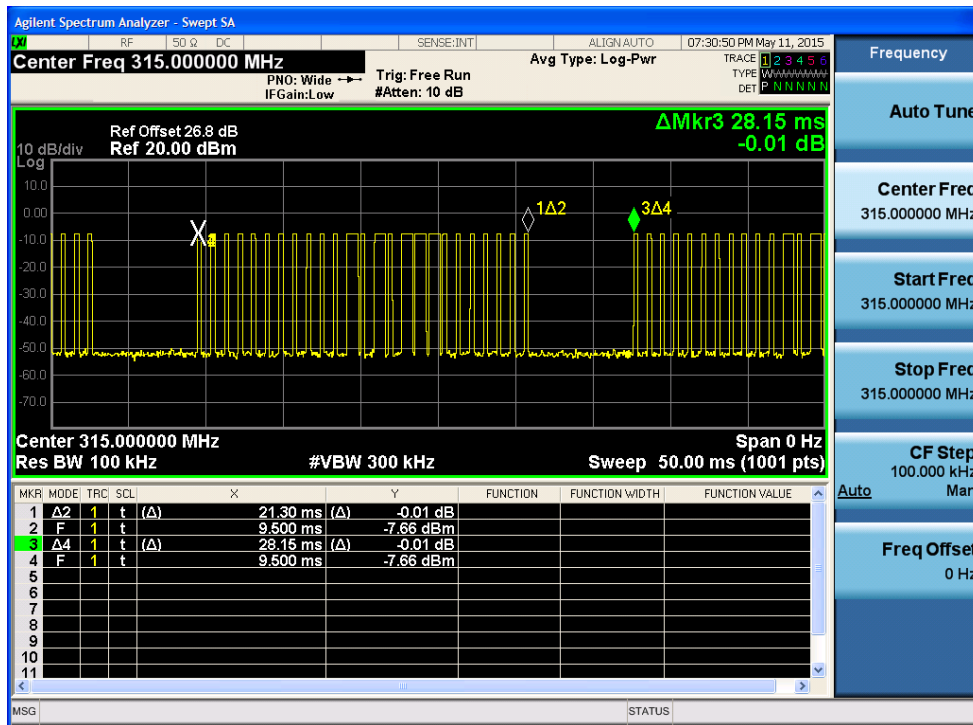 Agilent Spectrum Analyzer - Swept SA
LXI RF 50 Ω DC SENSE:INT ALIGN AUTO 07:30:50 PM May 11, 2015
Center Freq 315.000000 MHz
PNO: Wide
IFGain:Low
Trig: Free Run
#Atten: 10 dB
Avg Type: Log-Pwr
TRACE 1 2 3 4 5 6
TYPE W
DET P N N N N N
ΔMkr3 28.15 ms
-0.01 dB
Ref Offset 26.8 dB
10 dB/div Ref 20.00 dBm
Log
10.0
0.00
-10.0
-20.0
-30.0
-40.0
-50.0
-60.0
-70.0
X
1Δ2
3Δ4
Center 315.000000 MHz Span 0 Hz
Res BW 100 kHz #VBW 300 kHz Sweep 50.00 ms (1001 pts)
MKR MODE TRC SCL X Y FUNCTION FUNCTION WIDTH FUNCTION VALUE
1 Δ2 1 t (Δ) 21.30 ms (Δ) -0.01 dB
2 F 1 t 9.500 ms -7.66 dBm
3 Δ4 1 t (Δ) 28.15 ms (Δ) -0.01 dB
4 F 1 t 9.500 ms -7.66 dBm
5
6
7
8
9
10
11
MSG STATUS
Frequency
Auto Tune
Center Freq
315.000000 MHz
Start Freq
315.000000 MHz
Stop Freq
315.000000 MHz
CF Step
100.000 kHz
Auto Man
Freq Offset
0 Hz